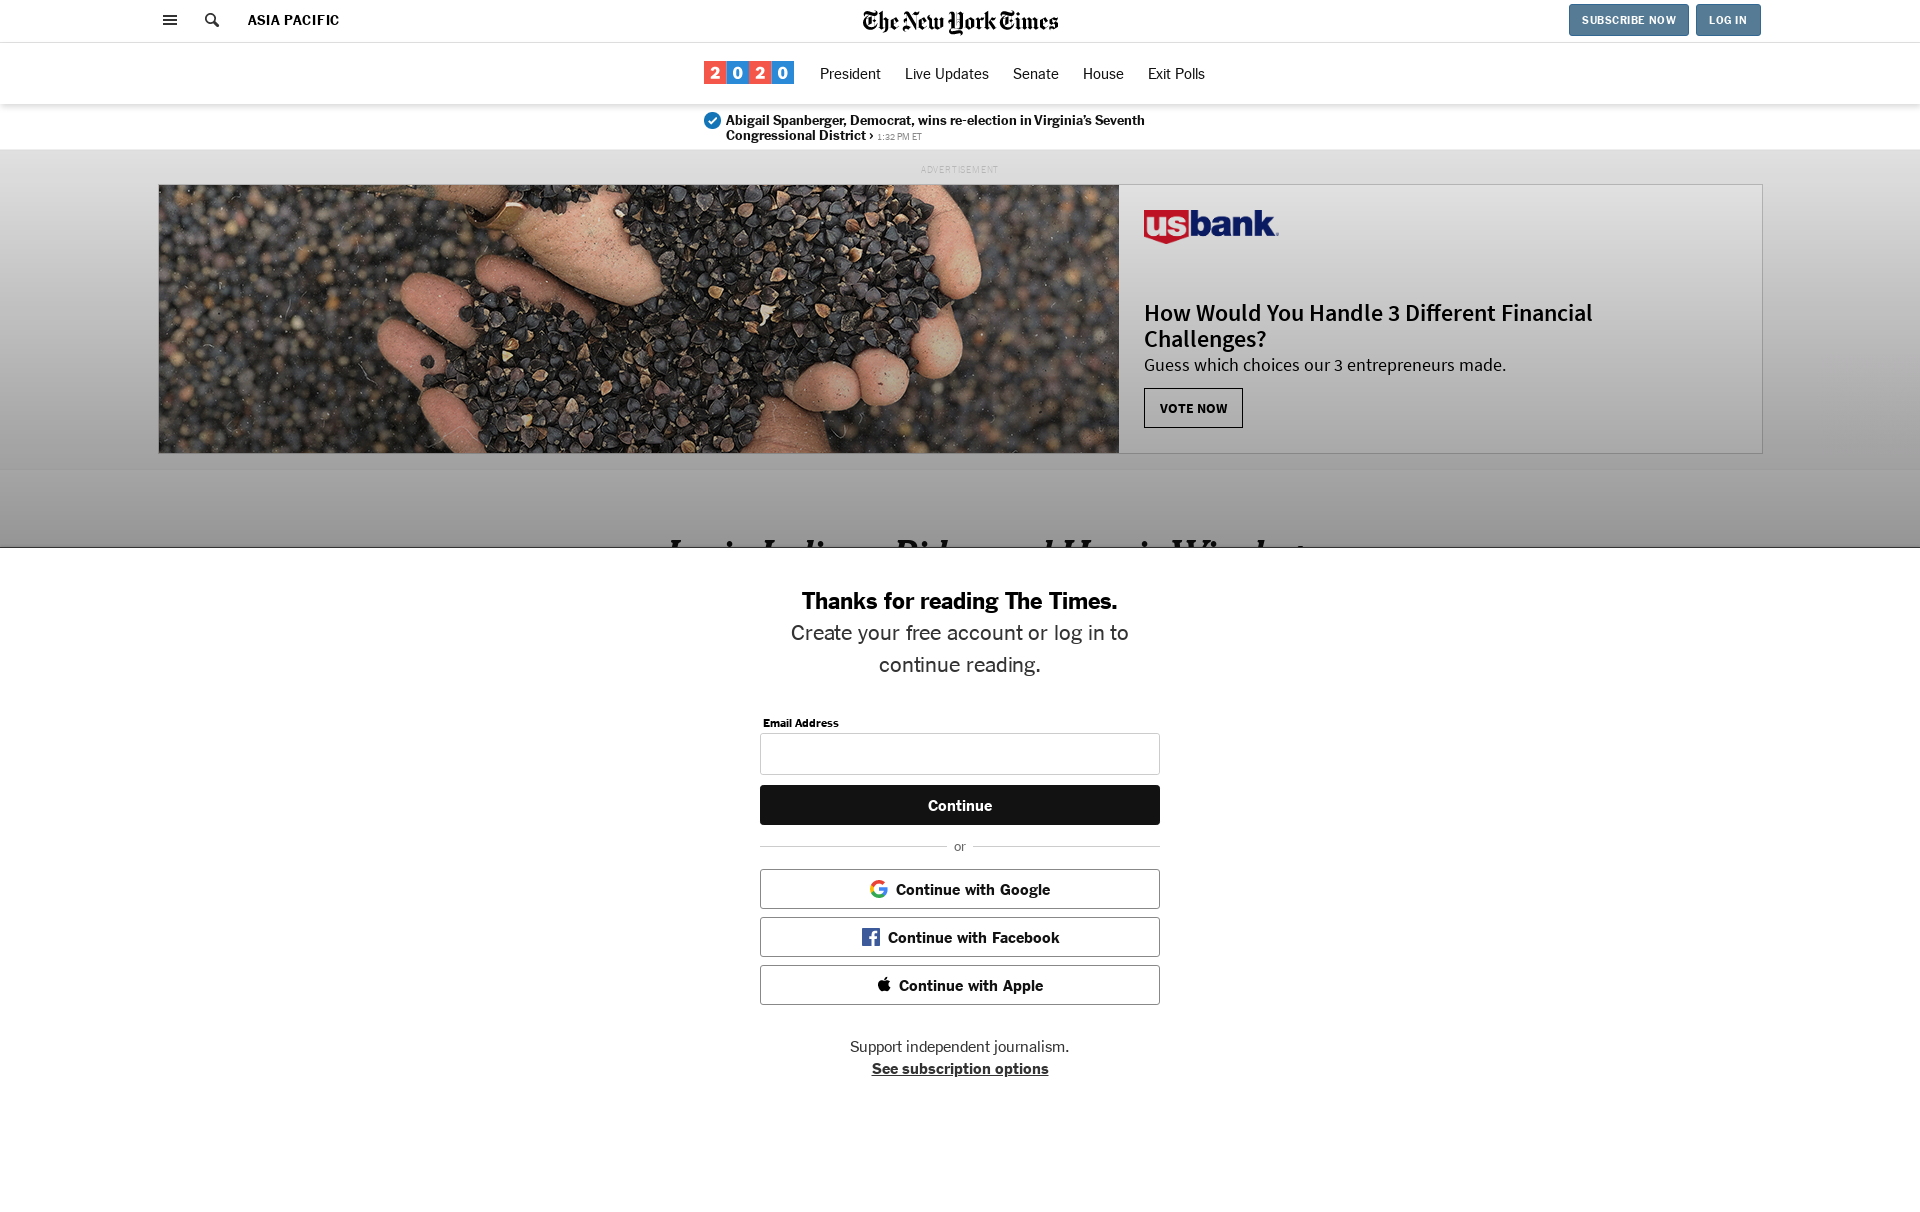 ASIA PACIFIC
The New York Times
SUBSCRIBE NOW
LOG IN
2020
President
Live Updates
Senate
House
Exit Polls
Abigail Spanberger, Democrat, wins re-election in Virginia's Seventh
Congressional District › 1:32 PM ET
ADVERTISEMENT
usbank
How Would You Handle 3 Different Financial
Challenges?
Guess which choices our 3 entrepreneurs made.
VOTE NOW
Thanks for reading The Times.
Create your free account or log in to
continue reading.
Email Address
Continue
or
Continue with Google
Continue with Facebook
Continue with Apple
Support independent journalism.
See subscription options